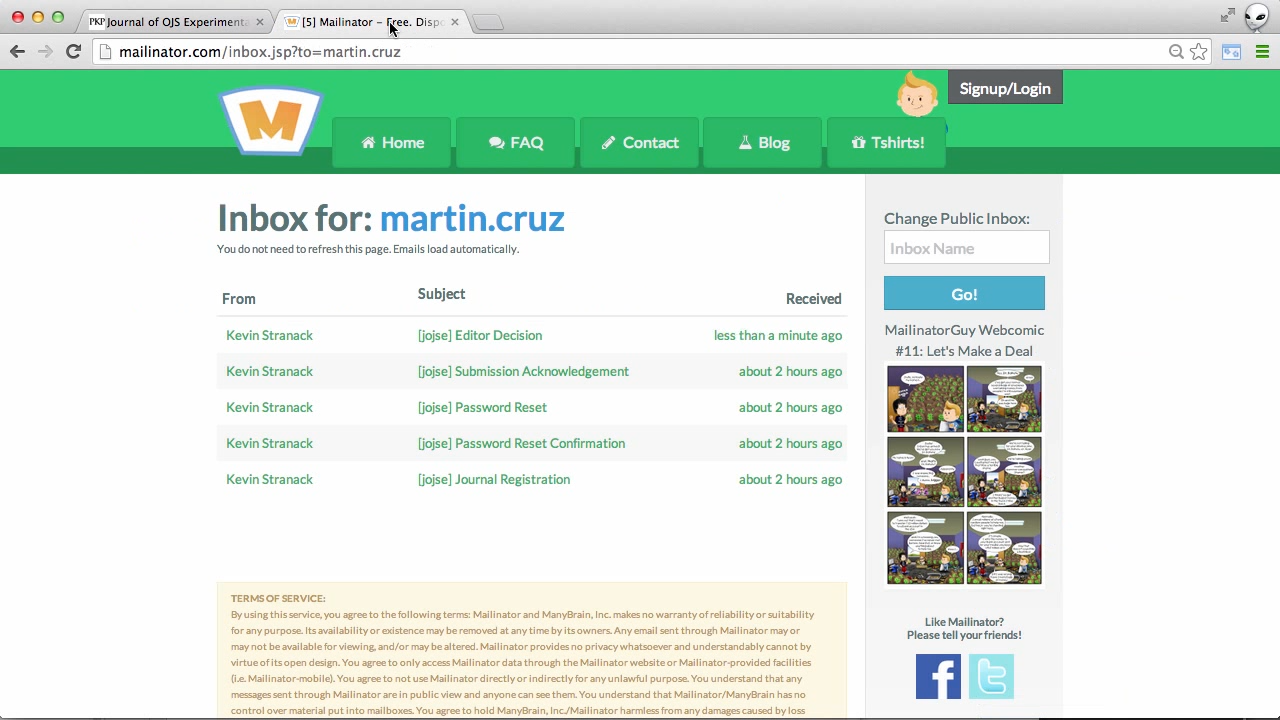 PKP Journal of OJS Experimenta
[5] Mailinator – Free. Dispo
mailinator.com/inbox.jsp?to=martin.cruz
Signup/Login
M
Home
FAQ
Contact
Blog
Tshirts!
Inbox for: martin.cruz
You do not need to refresh this page. Emails load automatically.
From Subject Received
Kevin Stranack [jojse] Editor Decision less than a minute ago
Kevin Stranack [jojse] Submission Acknowledgement about 2 hours ago
Kevin Stranack [jojse] Password Reset about 2 hours ago
Kevin Stranack [jojse] Password Reset Confirmation about 2 hours ago
Kevin Stranack [jojse] Journal Registration about 2 hours ago
TERMS OF SERVICE:
By using this service, you agree to the following terms: Mailinator and ManyBrain, Inc. makes no warranty of reliability or suitability
for any purpose. Its availability or existence may be removed at any time by its owners. Any email sent through Mailinator may or
may not be available for viewing, and/or may be altered. Mailinator provides no privacy whatsoever and understandably cannot by
virtue of its open design. You agree to only access Mailinator data through the Mailinator website or Mailinator-provided facilities
(i.e. Mailinator-mobile). You agree to not use Mailinator directly or indirectly for any unlawful purpose. You understand that any
messages sent through Mailinator are in public view and anyone can see them. You understand that Mailinator/ManyBrain has no
control over material put into mailboxes. You agree to hold ManyBrain, Inc./Mailinator harmless from any damages caused by loss
Change Public Inbox:
Inbox Name
Go!
MailinatorGuy Webcomic
#11: Let's Make a Deal
Like Mailinator?
Please tell your friends!